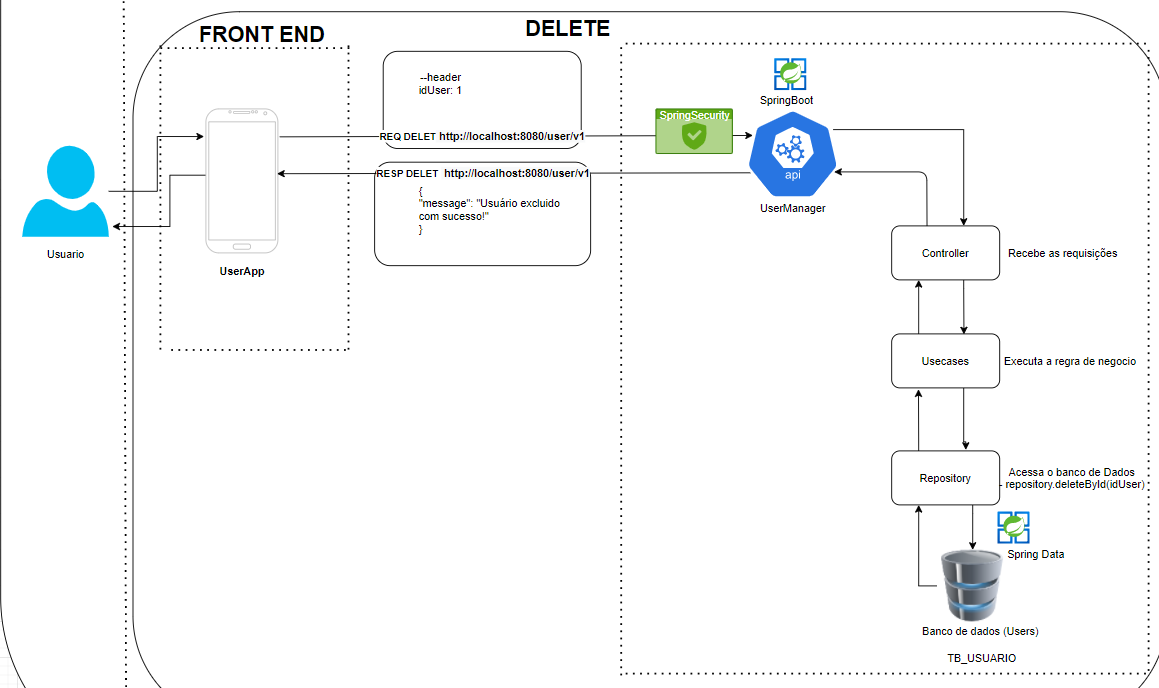 DELETE
FRONT END
--header
idUser: 1
REQ DELET http://localhost:8080/user/v1
SpringSecurity
SpringBoot
api
UserManager
RESP DELET http://localhost:8080/user/v1
{
"message": "Usuário excluido
com sucesso!"
}
Usuario
UserApp
Controller
Recebe as requisições
Usecases
Executa a regra de negocio
Repository
Acessa o banco de Dados
- repository.deleteById(idUser)
Spring Data
Banco de dados (Users)
TB_USUARIO